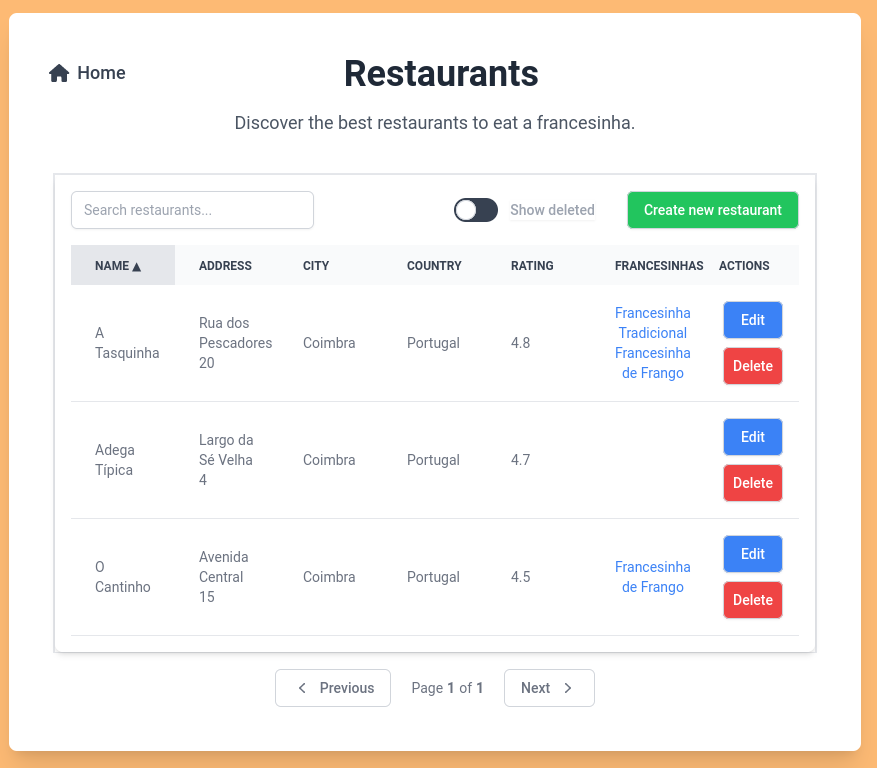 Home
Restaurants
Discover the best restaurants to eat a francesinha.
Search restaurants...
Show deleted
Create new restaurant
NAME ▲ ADDRESS CITY COUNTRY RATING FRANCESINHAS ACTIONS
A
Tasquinha
Rua dos
Pescadores
20
Coimbra
Portugal
4.8
Francesinha
Tradicional
Francesinha
de Frango
Edit
Delete
Adega
Típica
Largo da
Sé Velha
4
Coimbra
Portugal
4.7
Edit
Delete
O
Cantinho
Avenida
Central
15
Coimbra
Portugal
4.5
Francesinha
de Frango
Edit
Delete
Previous
Page 1 of 1
Next